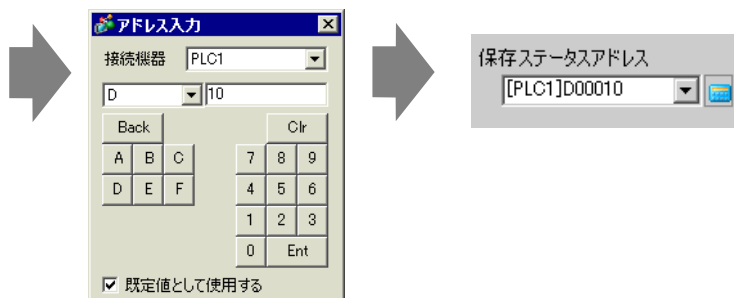 アドレス入力
接続機器 PLC1
D 10
Back Clr
A B C 7 8 9
D E F 4 5 6
1 2 3
0 Ent
既定値として使用する
保存ステータスアドレス
[PLC1]D00010